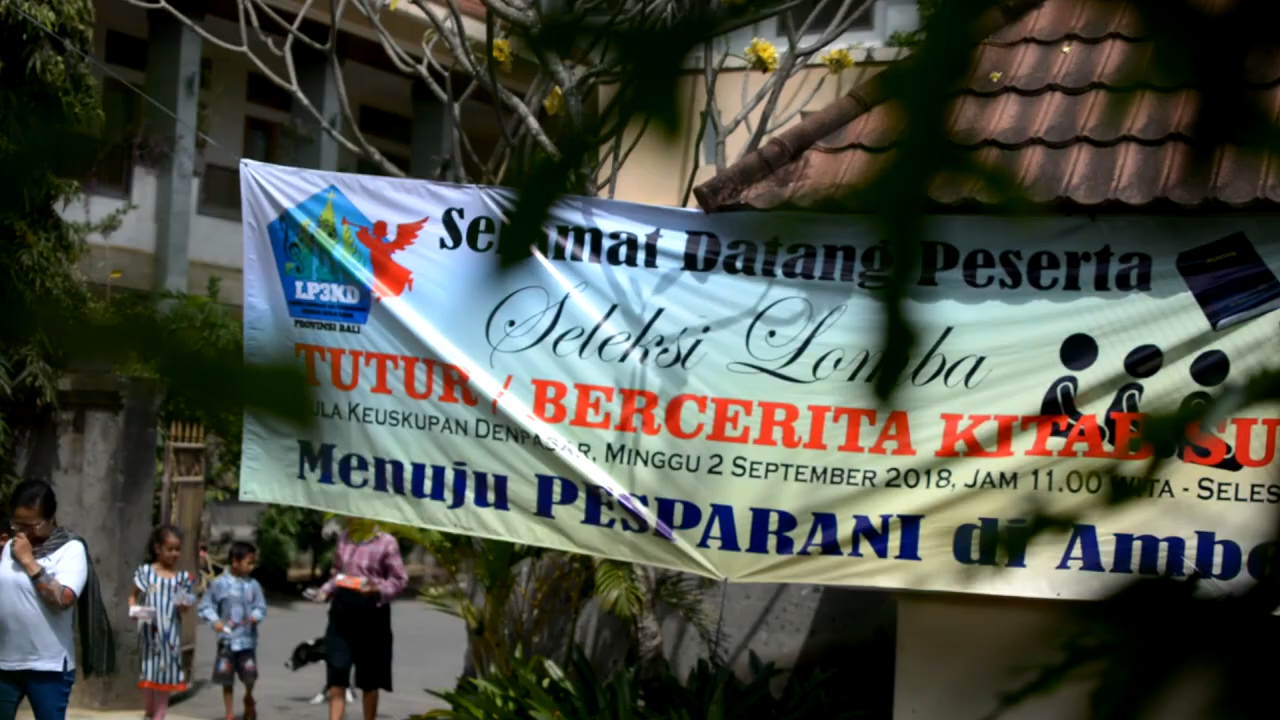 LP3KD
PROVINSI BALI
Selamat Datang Peserta
Seleksi Lomba
TUTUR / BERCERITA KITAB SU
ULA KEUSKUPAN DENPASAR, MINGGU 2 SEPTEMBER 2018, JAM 11.00 WITA - SELES
Menuju PESPARANI di Ambo